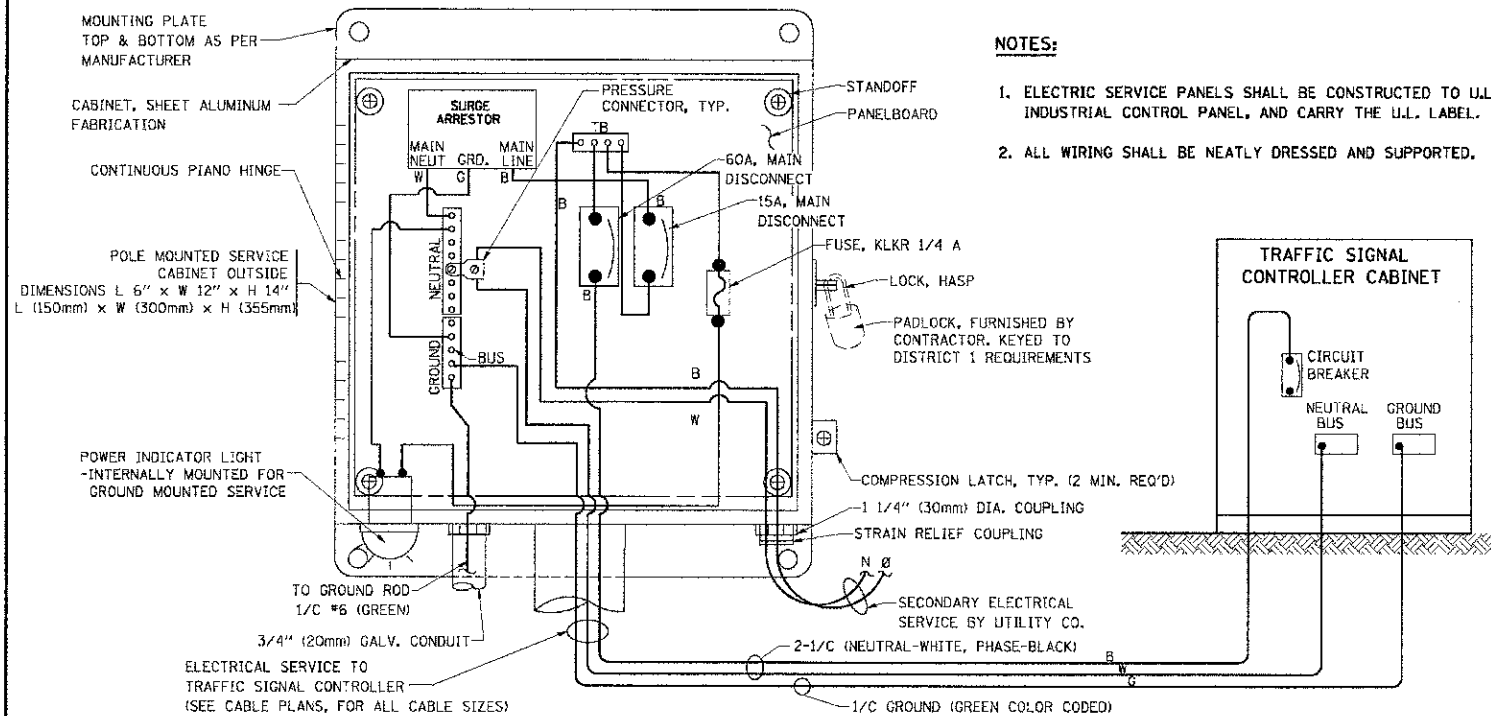 MOUNTING PLATE
TOP & BOTTOM AS PER
MANUFACTURER
CABINET, SHEET ALUMINUM
FABRICATION
CONTINUOUS PIANO HINGE
POLE MOUNTED SERVICE
CABINET OUTSIDE
DIMENSIONS L 6" x W 12" x H 14"
L (150mm) x W (300mm) x H (355mm)
POWER INDICATOR LIGHT
-INTERNALLY MOUNTED FOR
GROUND MOUNTED SERVICE
TO GROUND ROD
1/C #6 (GREEN)
3/4" (20mm) GALV. CONDUIT
ELECTRICAL SERVICE TO
TRAFFIC SIGNAL CONTROLLER
(SEE CABLE PLANS, FOR ALL CABLE SIZES)
SURGE
ARRESTOR
MAIN
NEUT
GRD.
MAIN
LINE
W
G
B
PRESSURE
CONNECTOR, TYP.
TB
NEUTRAL
GROUND
BUS
B
B
B
B
W
STANDOFF
PANELBOARD
60A, MAIN
DISCONNECT
15A, MAIN
DISCONNECT
FUSE, KLKR 1/4 A
LOCK, HASP
PADLOCK, FURNISHED BY
CONTRACTOR. KEYED TO
DISTRICT 1 REQUIREMENTS
COMPRESSION LATCH, TYP. (2 MIN. REQ'D)
1 1/4" (30mm) DIA. COUPLING
STRAIN RELIEF COUPLING
N Ø
SECONDARY ELECTRICAL
SERVICE BY UTILITY CO.
2-1/C (NEUTRAL-WHITE, PHASE-BLACK)
B
W
G
1/C GROUND (GREEN COLOR CODED)
NOTES:
1. ELECTRIC SERVICE PANELS SHALL BE CONSTRUCTED TO U.L
INDUSTRIAL CONTROL PANEL, AND CARRY THE U.L. LABEL.
2. ALL WIRING SHALL BE NEATLY DRESSED AND SUPPORTED.
TRAFFIC SIGNAL
CONTROLLER CABINET
CIRCUIT
BREAKER
NEUTRAL
BUS
GROUND
BUS